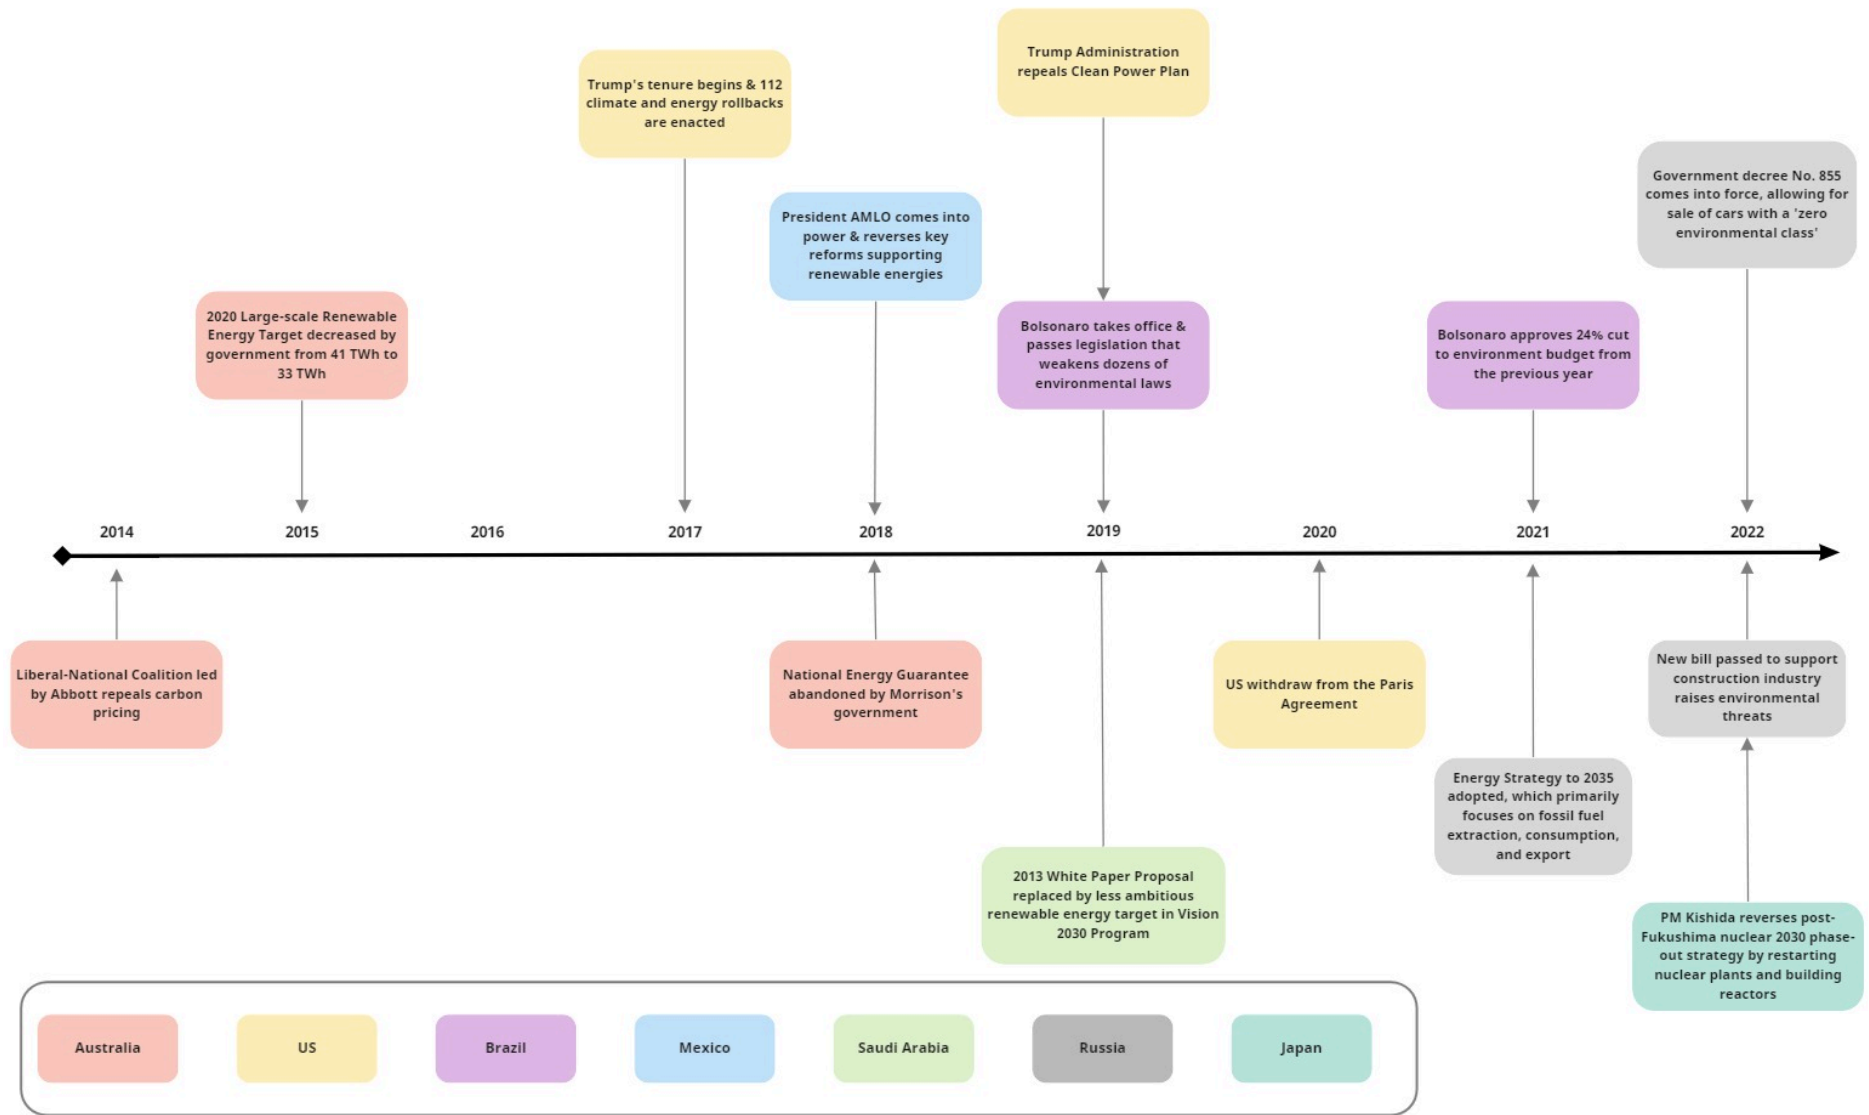 Trump Administration
repeals Clean Power Plan
Trump's tenure begins & 112
climate and energy rollbacks
are enacted
Government decree No. 855
comes into force, allowing for
sale of cars with a 'zero
environmental class'
President AMLO comes into
power & reverses key
reforms supporting
renewable energies
2020 Large-scale Renewable
Energy Target decreased by
government from 41 TWh to
33 TWh
Bolsonaro takes office &
passes legislation that
weakens dozens of
environmental laws
Bolsonaro approves 24% cut
to environment budget from
the previous year
2014
2015
2016
2017
2018
2019
2020
2021
2022
Liberal-National Coalition led
by Abbott repeals carbon
pricing
National Energy Guarantee
abandoned by Morrison's
government
US withdraw from the Paris
Agreement
New bill passed to support
construction industry
raises environmental
threats
Energy Strategy to 2035
adopted, which primarily
focuses on fossil fuel
extraction, consumption,
and export
2013 White Paper Proposal
replaced by less ambitious
renewable energy target in Vision
2030 Program
PM Kishida reverses post-
Fukushima nuclear 2030 phase-
out strategy by restarting
nuclear plants and building
reactors
Australia
US
Brazil
Mexico
Saudi Arabia
Russia
Japan